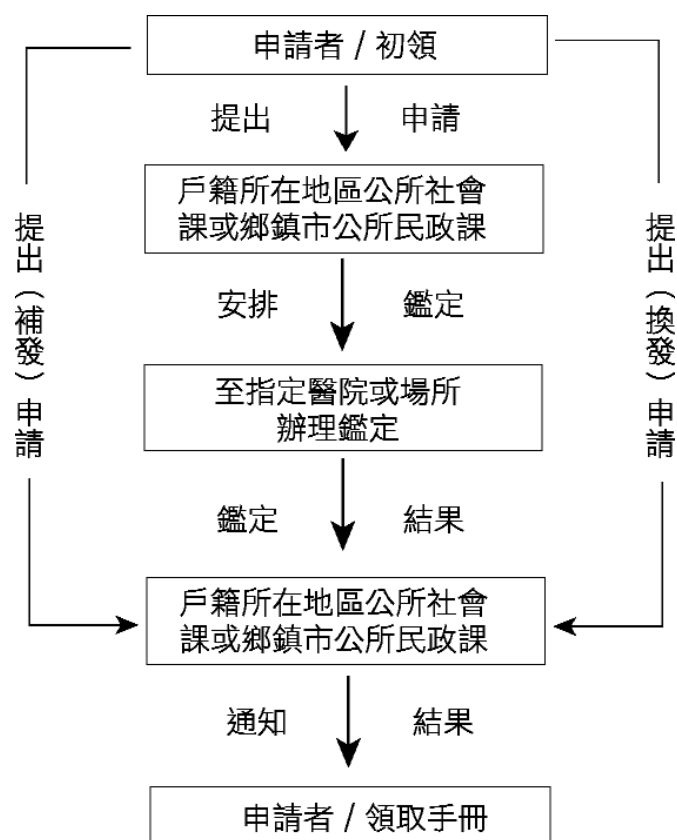 申請者 / 初領
提出 申請
戶籍所在地區公所社會
課或鄉鎮市公所民政課
安排 鑑定
至指定醫院或場所
辦理鑑定
鑑定 結果
戶籍所在地區公所社會
課或鄉鎮市公所民政課
通知 結果
申請者 / 領取手冊
提出（補發）申請
提出（換發）申請